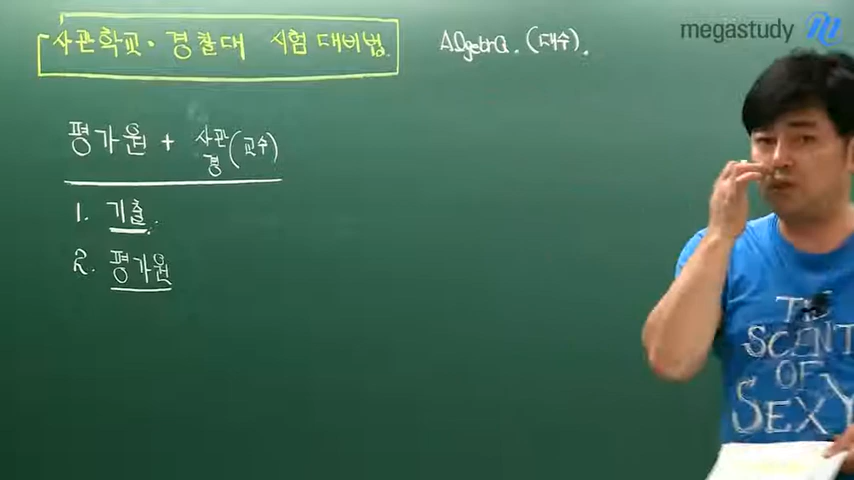 사관학교 · 경찰대 시험 대비법.
Algebra. (대수).
megastudy
평가원 + 사관경 (교수)
1. 기출.
2. 평가원
THE
SCENT
OF
SEXY